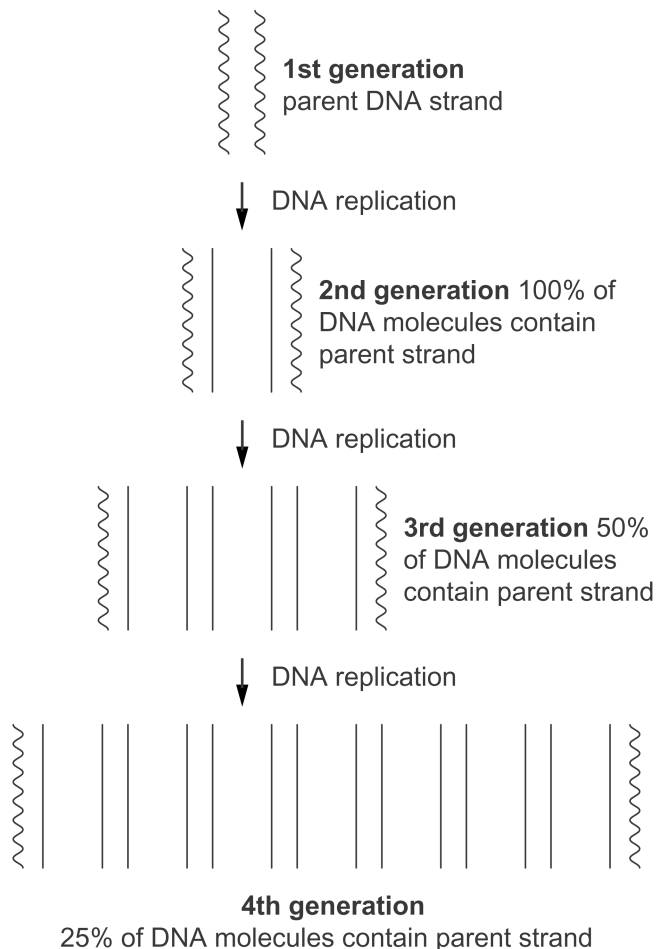 1st generation
parent DNA strand
DNA replication
2nd generation 100% of
DNA molecules contain
parent strand
DNA replication
3rd generation 50%
of DNA molecules
contain parent strand
DNA replication
4th generation
25% of DNA molecules contain parent strand